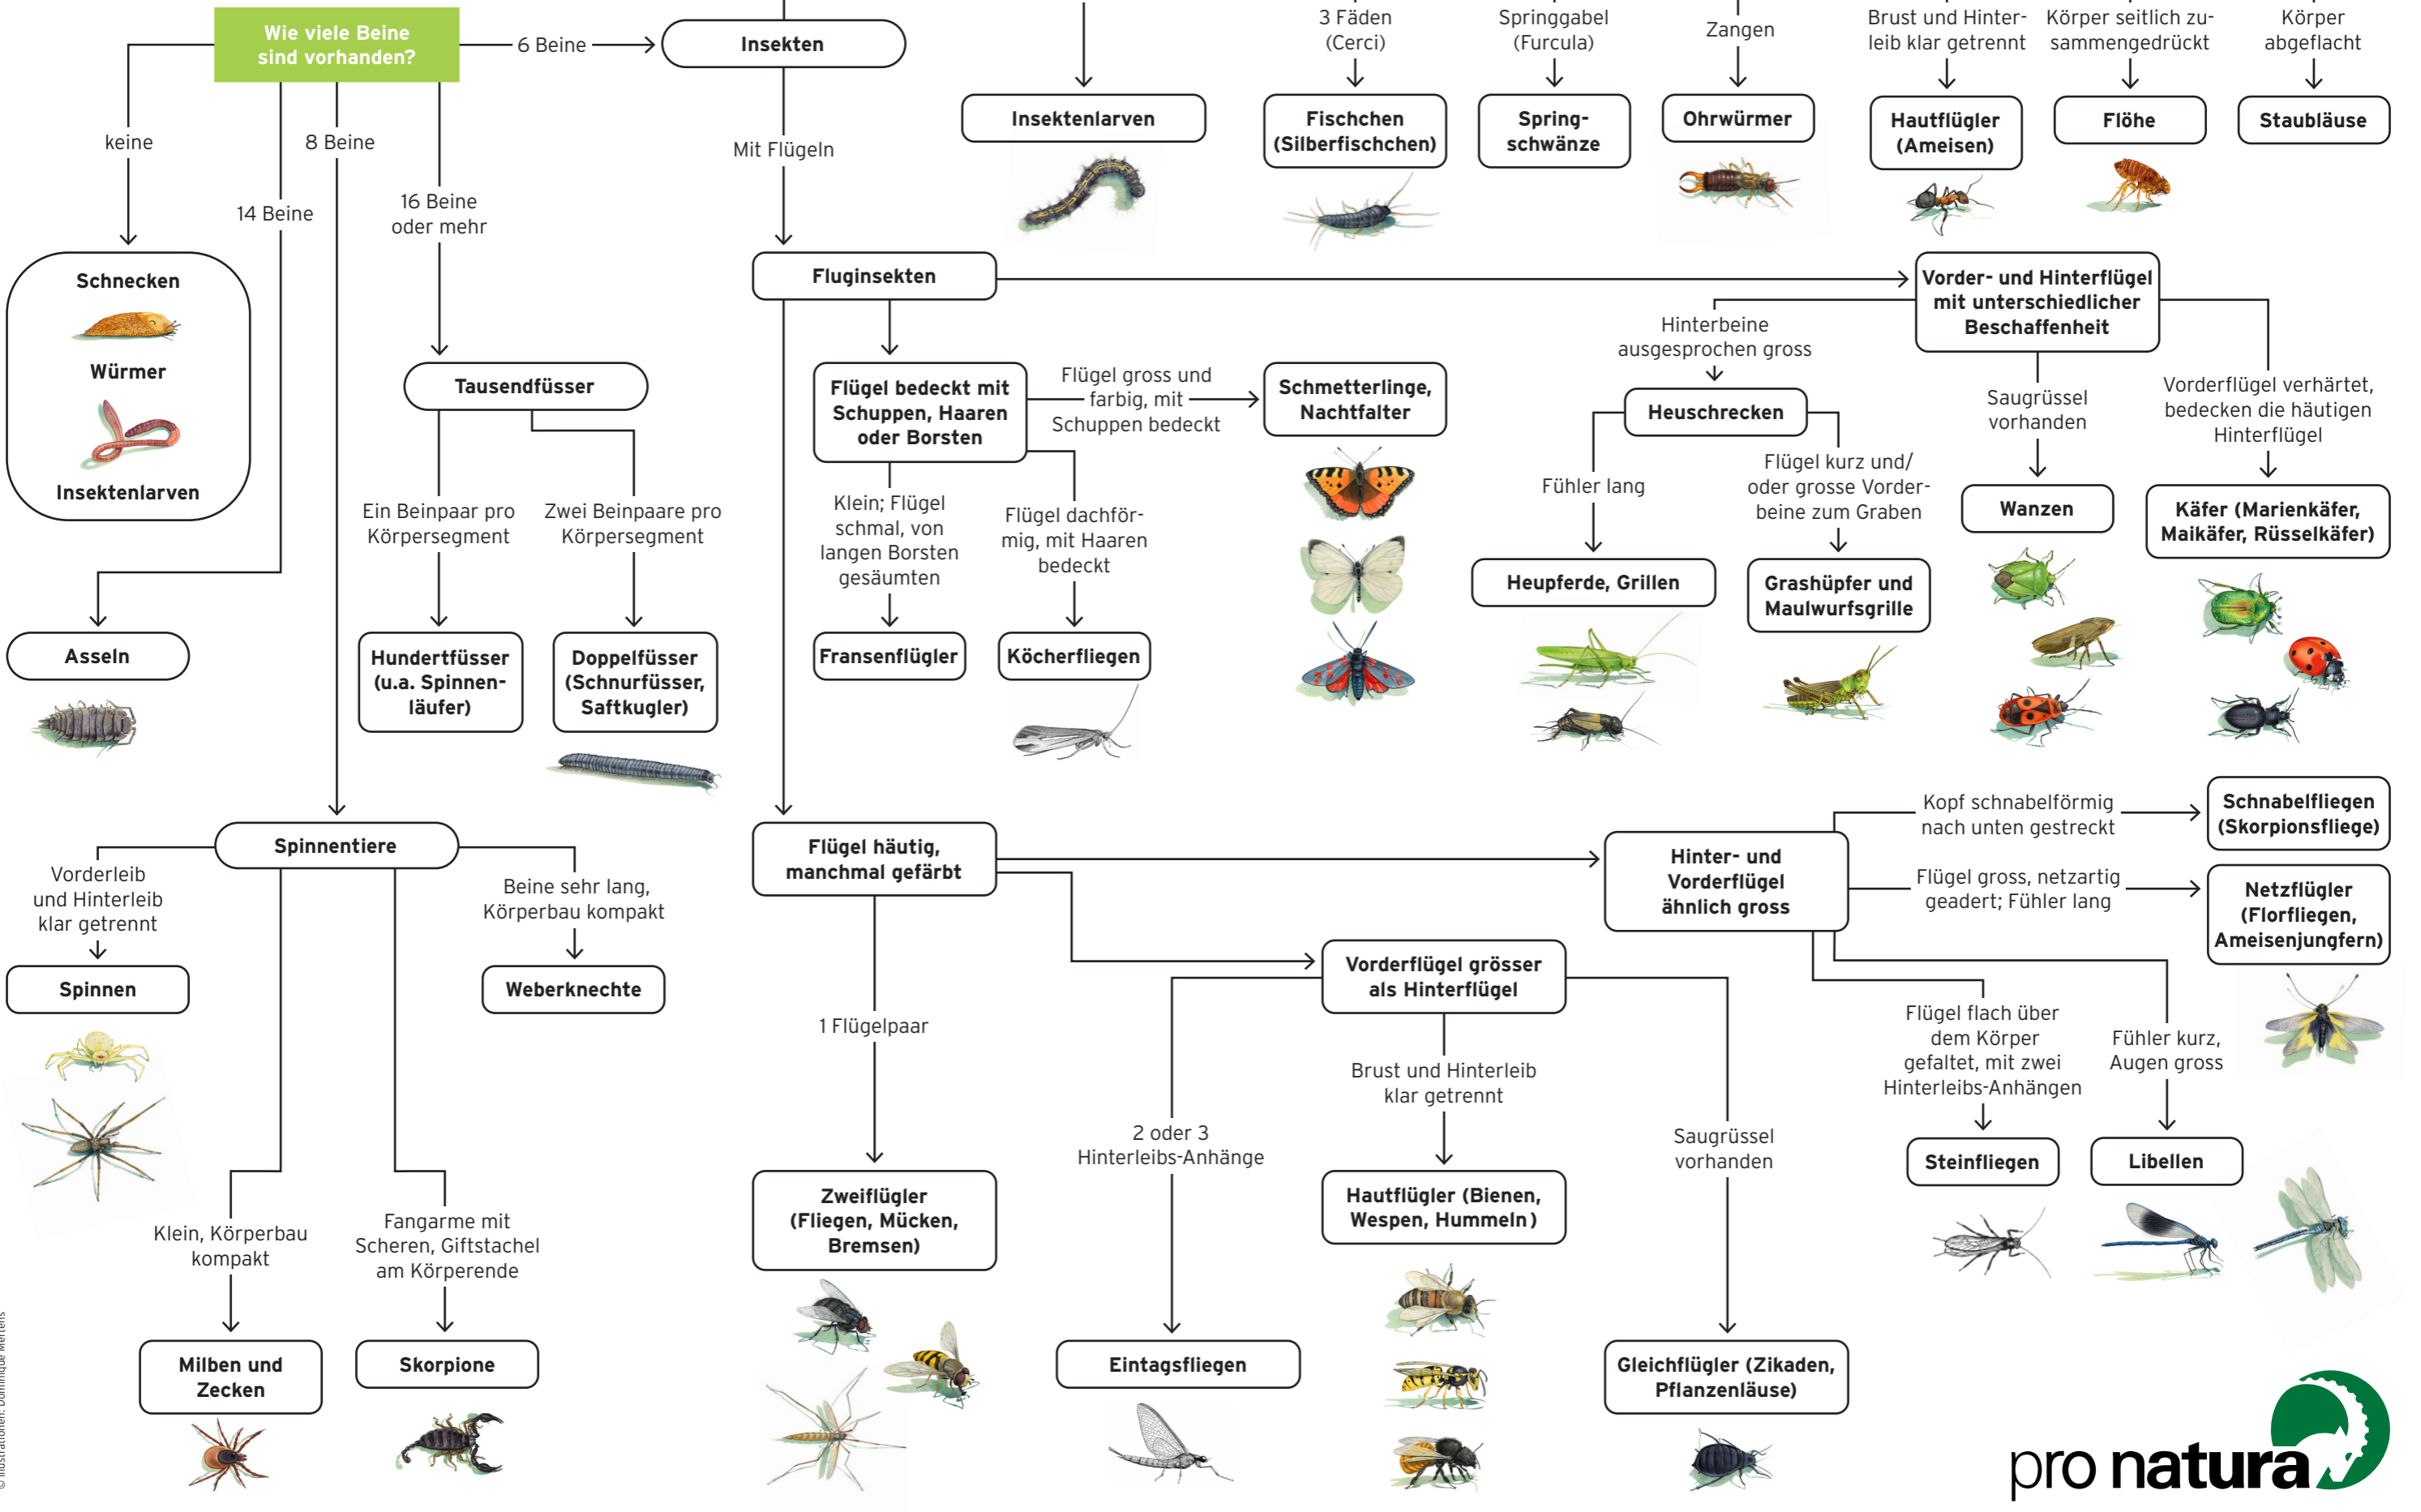 Wie viele Beine
sind vorhanden?
6 Beine
Insekten
3 Fäden
(Cerci)
Springgabel
(Furcula)
Zangen
Brust und Hinter-
leib klar getrennt
Körper seitlich zu-
sammengedrückt
Körper
abgeflacht
Insektenlarven
Fischchen
(Silberfischchen)
Spring-
schwänze
Ohrwürmer
Hautflügler
(Ameisen)
Flöhe
Staubläuse
keine
8 Beine
Mit Flügeln
14 Beine
16 Beine
oder mehr
Schnecken
Würmer
Insektenlarven
Fluginsekten
Vorder- und Hinterflügel
mit unterschiedlicher
Beschaffenheit
Hinterbeine
ausgesprochen gross
Tausendfüsser
Flügel bedeckt mit
Schuppen, Haaren
oder Borsten
Flügel gross und
farbig, mit
Schuppen bedeckt
Schmetterlinge,
Nachtfalter
Heuschrecken
Saugrüssel
vorhanden
Vorderflügel verhärtet,
bedecken die häutigen
Hinterflügel
Ein Beinpaar pro
Körpersegment
Zwei Beinpaare pro
Körpersegment
Klein; Flügel
schmal, von
langen Borsten
gesäumten
Flügel dachför-
mig, mit Haaren
bedeckt
Fühler lang
Flügel kurz und/
oder grosse Vorder-
beine zum Graben
Wanzen
Käfer (Marienkäfer,
Maikäfer, Rüsselkäfer)
Heupferde, Grillen
Grashüpfer und
Maulwurfsgrille
Asseln
Hundertfüsser
(u.a. Spinnen-
läufer)
Doppelfüsser
(Schnurfüsser,
Saftkugler)
Fransenflügler
Köcherfliegen
Spinnentiere
Flügel häutig,
manchmal gefärbt
Hinter- und
Vorderflügel
ähnlich gross
Kopf schnabelförmig
nach unten gestreckt
Schnabelfliegen
(Skorpionsfliege)
Flügel gross, netzartig
geadert; Fühler lang
Netzflügler
(Florfliegen,
Ameisenjungfern)
Vorderleib
und Hinterleib
klar getrennt
Beine sehr lang,
Körperbau kompakt
Spinnen
Weberknechte
Vorderflügel grösser
als Hinterflügel
1 Flügelpaar
Flügel flach über
dem Körper
gefaltet, mit zwei
Hinterleibs-Anhängen
Fühler kurz,
Augen gross
Brust und Hinterleib
klar getrennt
2 oder 3
Hinterleibs-Anhänge
Saugrüssel
vorhanden
Steinfliegen
Libellen
Zweiflügler
(Fliegen, Mücken,
Bremsen)
Hautflügler (Bienen,
Wespen, Hummeln)
Klein, Körperbau
kompakt
Fangarme mit
Scheren, Giftstachel
am Körperende
Milben und
Zecken
Skorpione
Eintagsfliegen
Gleichflügler (Zikaden,
Pflanzenläuse)
© Illustrationen: Dominique Mertens
pro natura